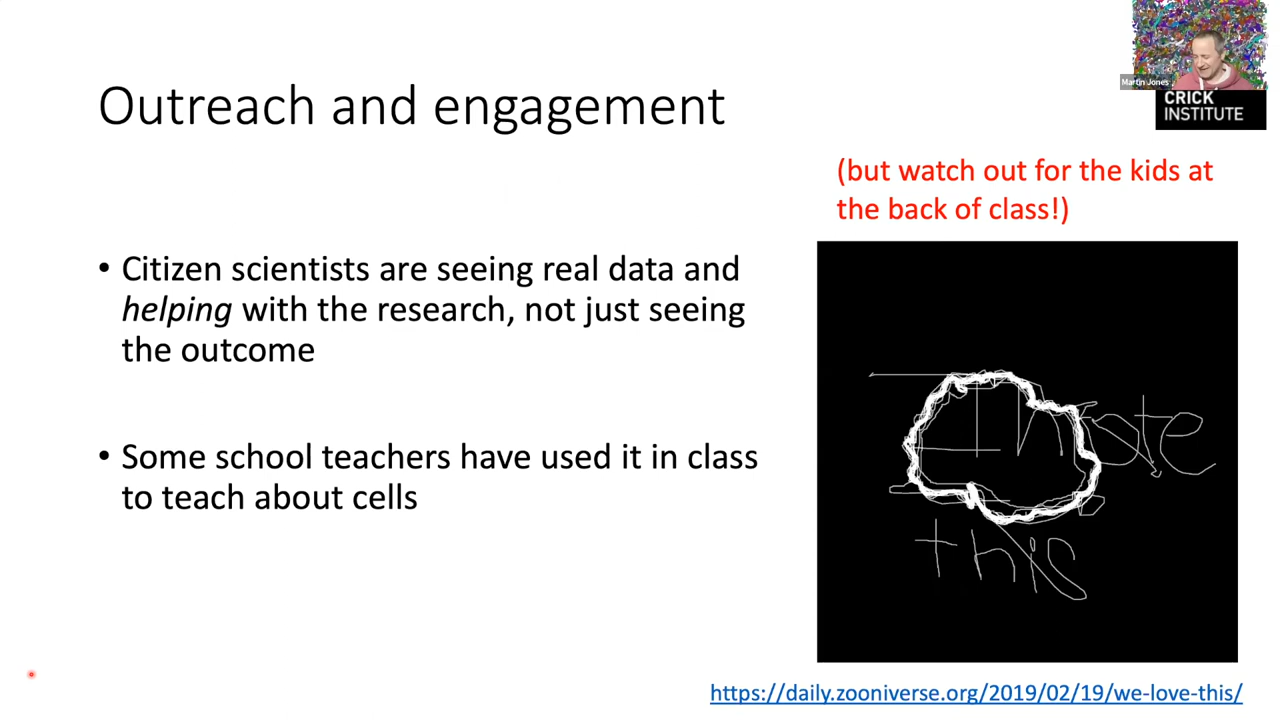 Martin Jones
CRICK
INSTITUTE
Outreach and engagement
(but watch out for the kids at
the back of class!)
• Citizen scientists are seeing real data and
helping with the research, not just seeing
the outcome
• Some school teachers have used it in class
to teach about cells
I hate
this
https://daily.zooniverse.org/2019/02/19/we-love-this/